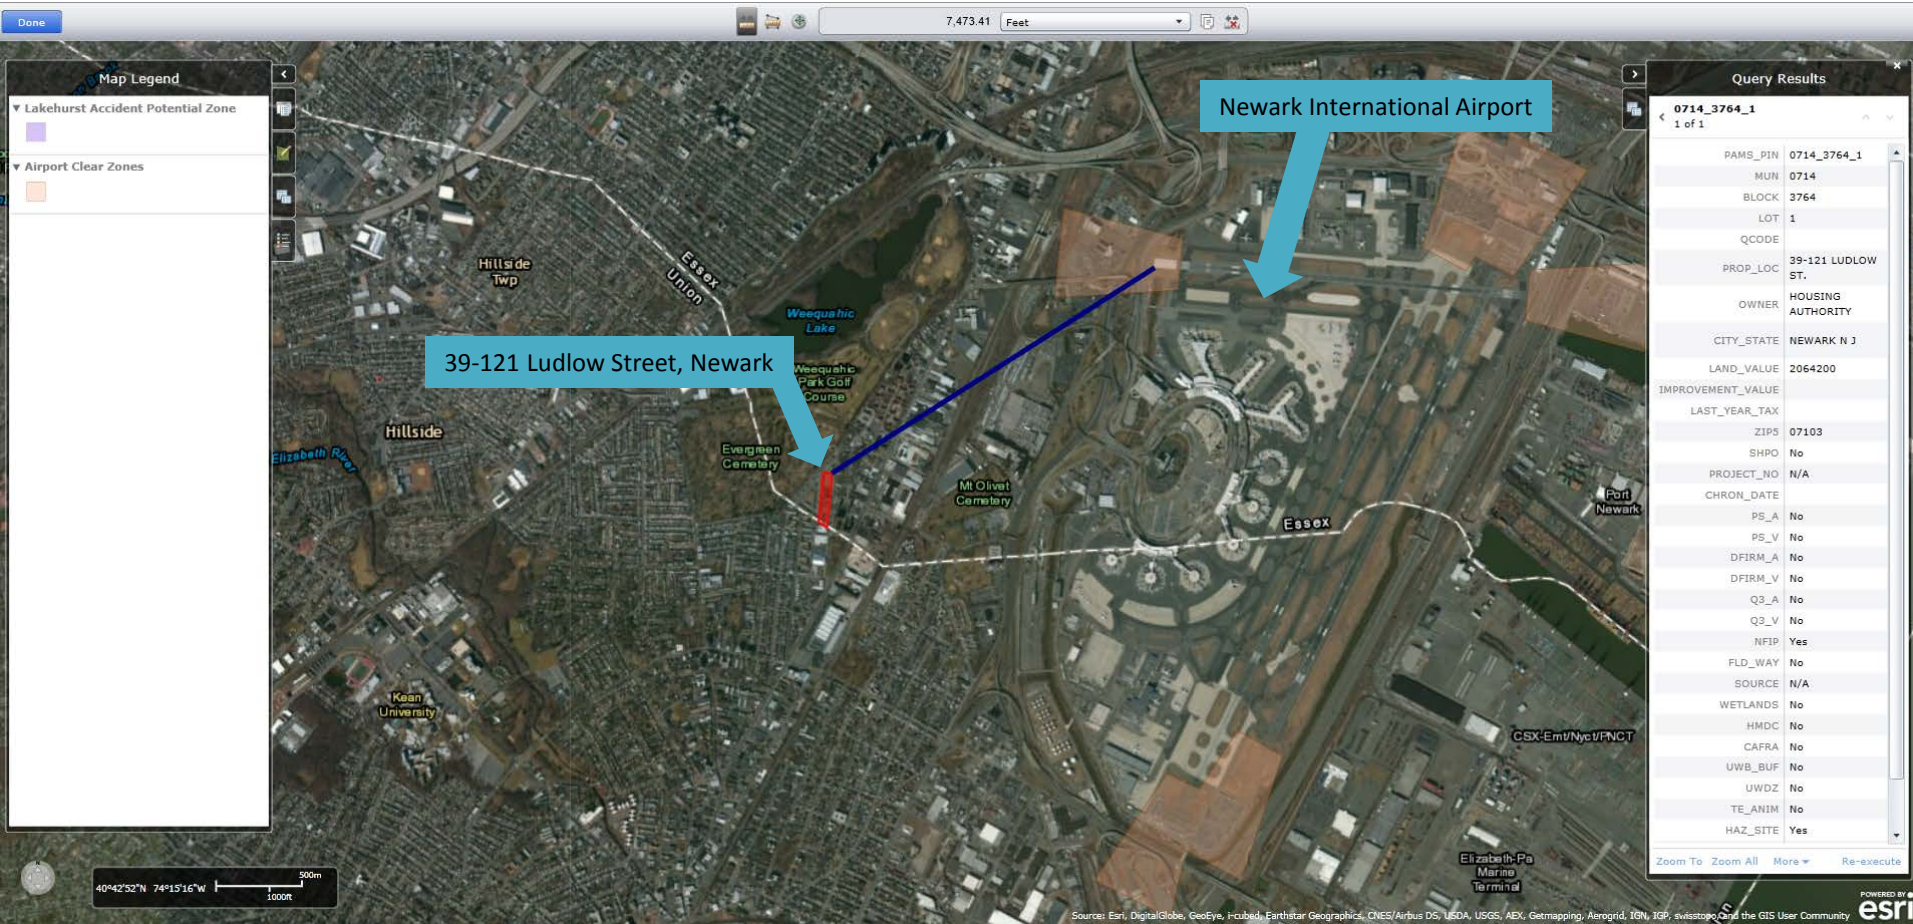 Done
7,473.41 Feet
Map Legend
Lakehurst Accident Potential Zone
Airport Clear Zones
Newark International Airport
39-121 Ludlow Street, Newark
Hillside
Twp
Essex
Union
Weequahic
Lake
Weequahic
Park Golf
Course
Hillside
Elizabeth River
Evergreen
Cemetery
Mt Olivet
Cemetery
Essex
Port
Newark
Kean
University
CSX-Emt/Nyct/PNCT
Elizabeth-Pa
Marine
Terminal
40°42'52"N 74°15'16"W
500m
1000ft
N
Query Results
0714_3764_1
1 of 1
PAMS_PIN 0714_3764_1
MUN 0714
BLOCK 3764
LOT 1
QCODE
PROP_LOC 39-121 LUDLOW
ST.
OWNER HOUSING
AUTHORITY
CITY_STATE NEWARK N J
LAND_VALUE 2064200
IMPROVEMENT_VALUE
LAST_YEAR_TAX
ZIP5 07103
SHPO No
PROJECT_NO N/A
CHRON_DATE
PS_A No
PS_V No
DFIRM_A No
DFIRM_V No
Q3_A No
Q3_V No
NFIP Yes
FLD_WAY No
SOURCE N/A
WETLANDS No
HMDC No
CAFRA No
UWB_BUF No
UWDZ No
TE_ANIM No
HAZ_SITE Yes
Zoom To Zoom All More Re-execute
POWERED BY
esri
Source: Esri, DigitalGlobe, GeoEye, i-cubed, Earthstar Geographics, CNES/Airbus DS, USDA, USGS, AEX, Getmapping, Aerogrid, IGN, IGP, swisstopo, and the GIS User Community